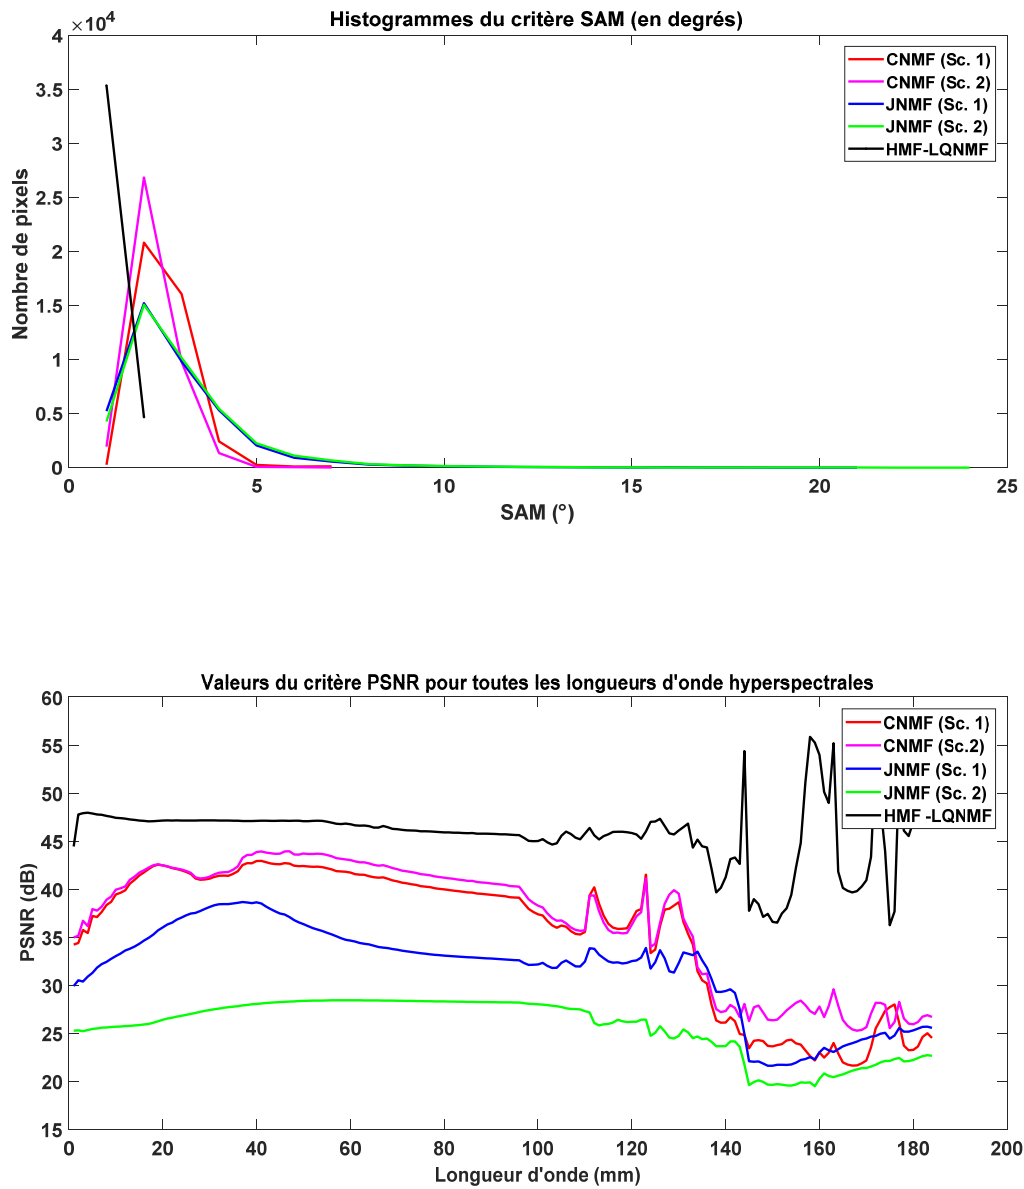 Histogrammes du critère SAM (en degrés)
×10⁴
4
3.5
3
2.5
2
1.5
1
0.5
0
Nombre de pixels
CNMF (Sc. 1)
CNMF (Sc. 2)
JNMF (Sc. 1)
JNMF (Sc. 2)
HMF-LQNMF
0 5 10 15 20 25
SAM (°)
Valeurs du critère PSNR pour toutes les longueurs d'onde hyperspectrales
60
55
50
45
40
35
30
25
20
15
PSNR (dB)
CNMF (Sc. 1)
CNMF (Sc.2)
JNMF (Sc. 1)
JNMF (Sc. 2)
HMF -LQNMF
0 20 40 60 80 100 120 140 160 180 200
Longueur d'onde (mm)